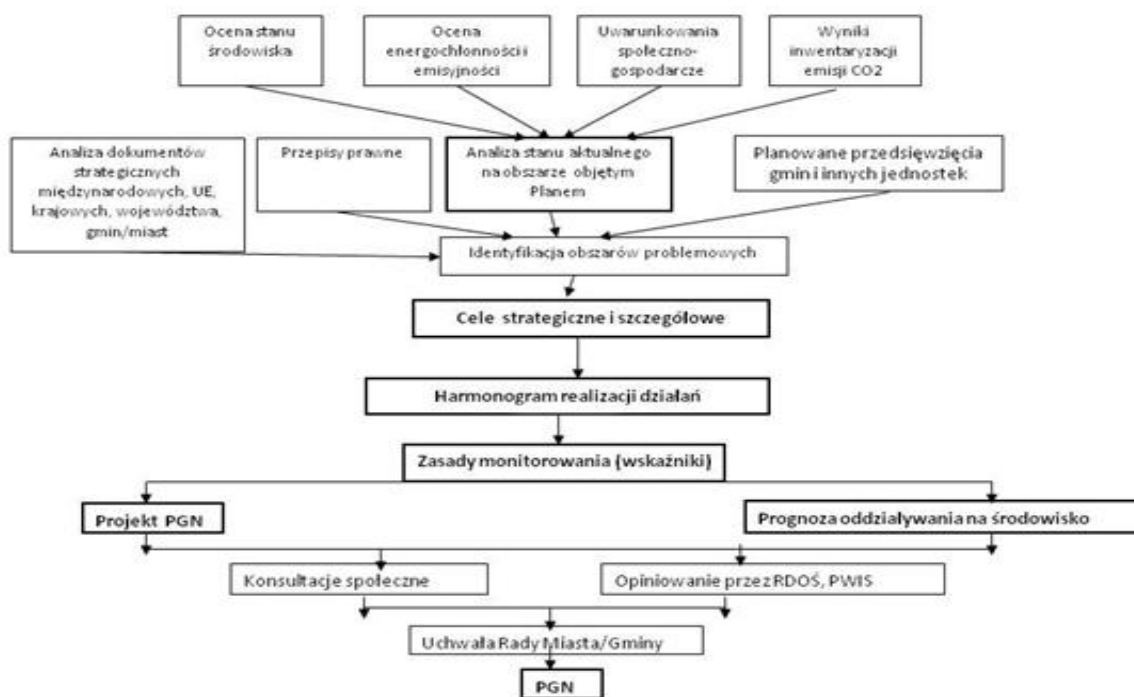 Ocena stanu
środowiska
Ocena
energochłonności i
emisyjności
Uwarunkowania
społeczno-
gospodarcze
Wyniki
inwentaryzacji
emisji CO2
Analiza dokumentów
strategicznych
międzynarodowych, UE,
krajowych, województwa,
gmin/miast
Przepisy prawne
Analiza stanu aktualnego
na obszarze objętym
Planem
Planowane przedsięwzięcia
gmin i innych jednostek
Identyfikacja obszarów problemowych
Cele strategiczne i szczegółowe
Harmonogram realizacji działań
Zasady monitorowania (wskaźniki)
Projekt PGN
Prognoza oddziaływania na środowisko
Konsultacje społeczne
Opiniowanie przez RDOŚ, PWIS
Uchwała Rady Miasta/Gminy
PGN